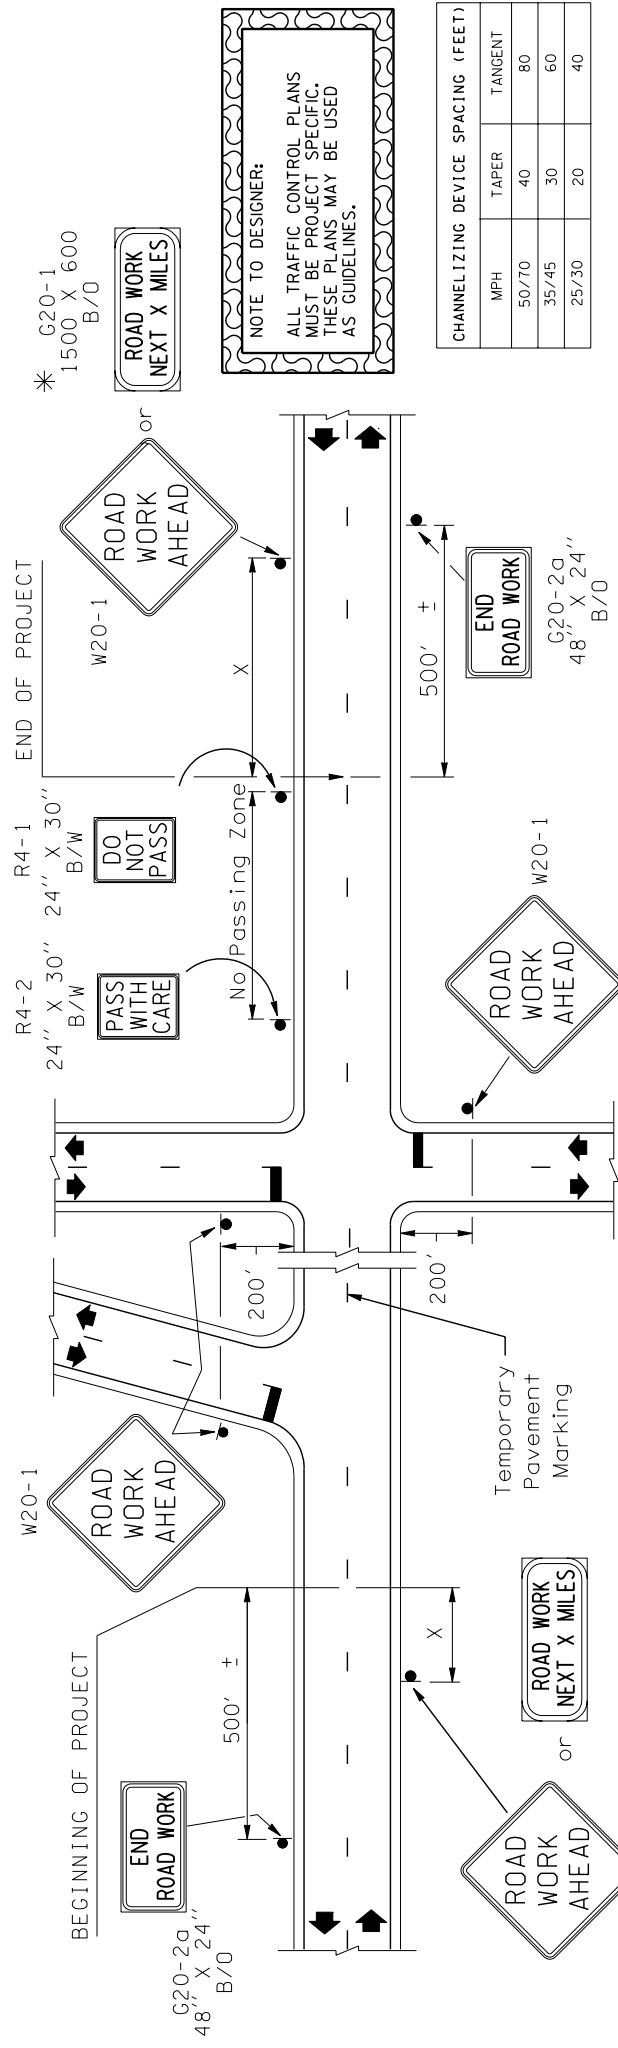 BEGINNING OF PROJECT
END
ROAD WORK
G20-2a
48'' X 24''
B/O
500' ±
W20-1
ROAD
WORK
AHEAD
ROAD
WORK
AHEAD
or
ROAD WORK
NEXT X MILES
X
Temporary
Pavement
Marking
200'
200'
R4-2
24'' X 30''
B/W
PASS
WITH
CARE
R4-1
24'' X 30''
B/W
DO
NOT
PASS
No Passing Zone
END OF PROJECT
X
W20-1
ROAD
WORK
AHEAD
or
* G20-1
1500 X 600
B/O
ROAD WORK
NEXT X MILES
ROAD
WORK
AHEAD
W20-1
500' ±
END
ROAD WORK
G20-2a
48'' X 24''
B/O
NOTE TO DESIGNER:
ALL TRAFFIC CONTROL PLANS
MUST BE PROJECT SPECIFIC.
THESE PLANS MAY BE USED
AS GUIDELINES.
CHANNELIZING DEVICE SPACING (FEET)
MPH TAPER TANGENT
50/70 40 80
35/45 30 60
25/30 20 40